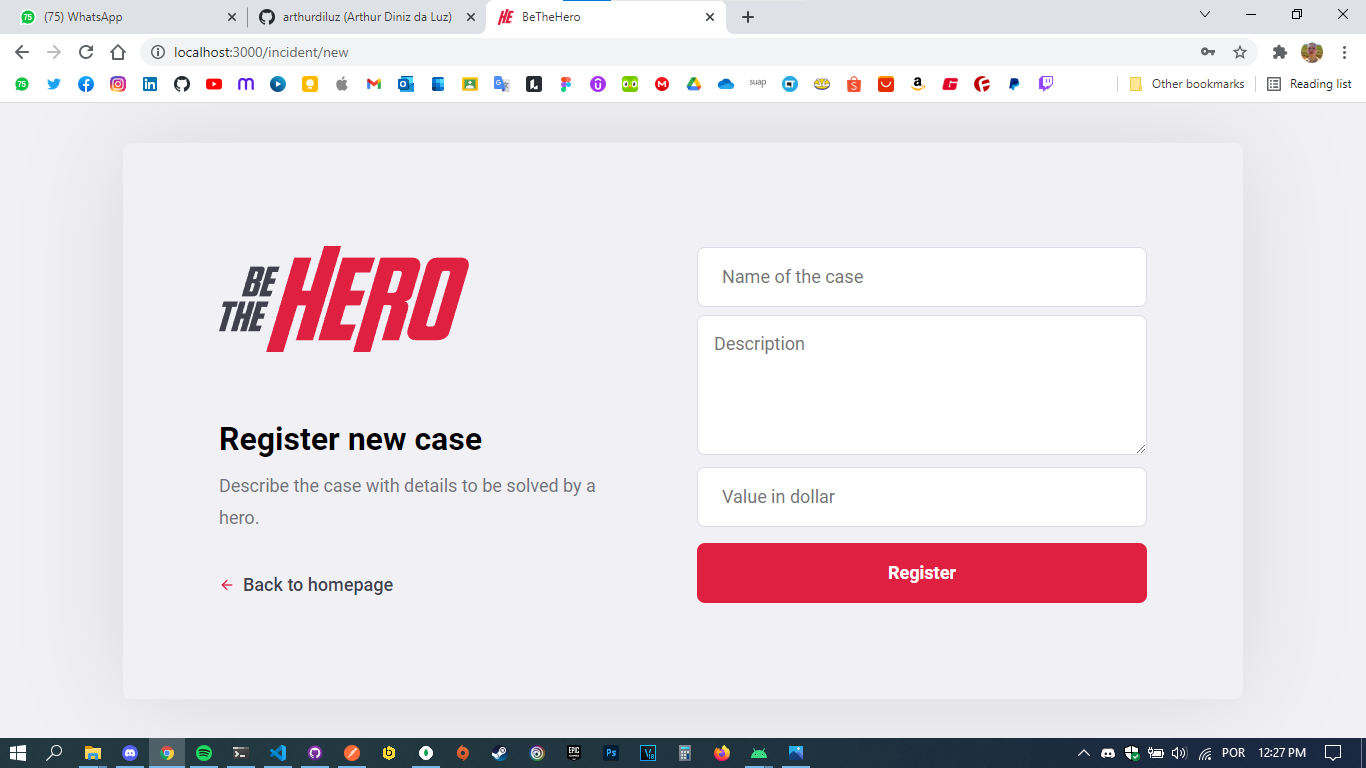 (75) WhatsApp
arthurdiluz (Arthur Diniz da Luz)
BeTheHero
localhost:3000/incident/new
suap
Other bookmarks
Reading list
BE
THE
HERO
Name of the case
Description
Register new case
Describe the case with details to be solved by a
hero.
Value in dollar
Back to homepage
Register
POR
12:27 PM